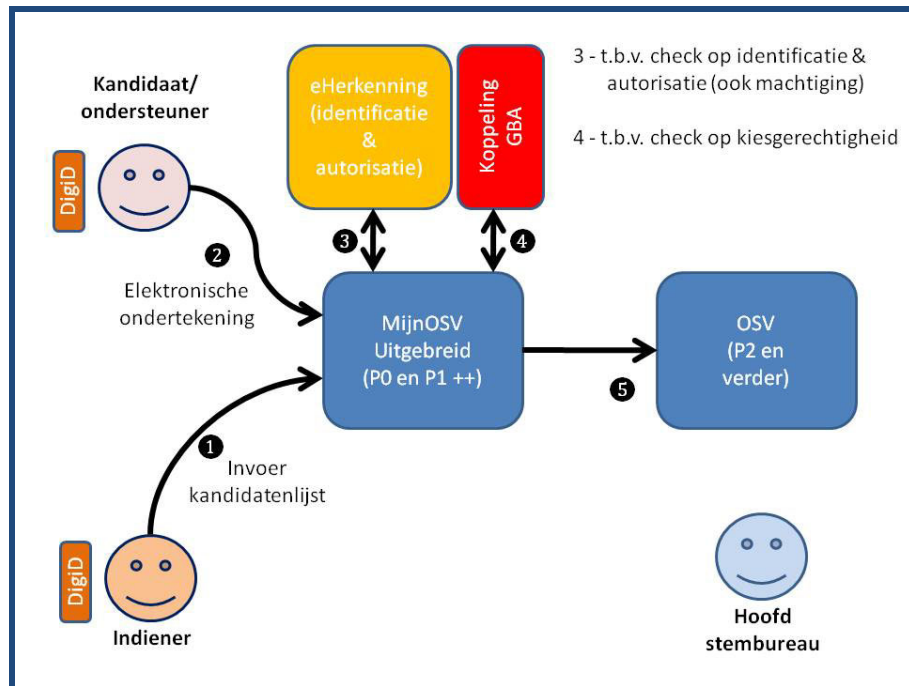 Kandidaat/
ondersteuner
DigiD
eHerkenning
(identificatie
&
autorisatie)
Koppeling
GBA
3 - t.b.v. check op identificatie &
autorisatie (ook machtiging)
4 - t.b.v. check op kiesgerechtigheid
3
4
2
Elektronische
ondertekening
MijnOSV
Uitgebreid
(P0 en P1 ++)
OSV
(P2 en
verder)
5
1
Invoer
kandidatenlijst
DigiD
Indiener
Hoofd
stembureau